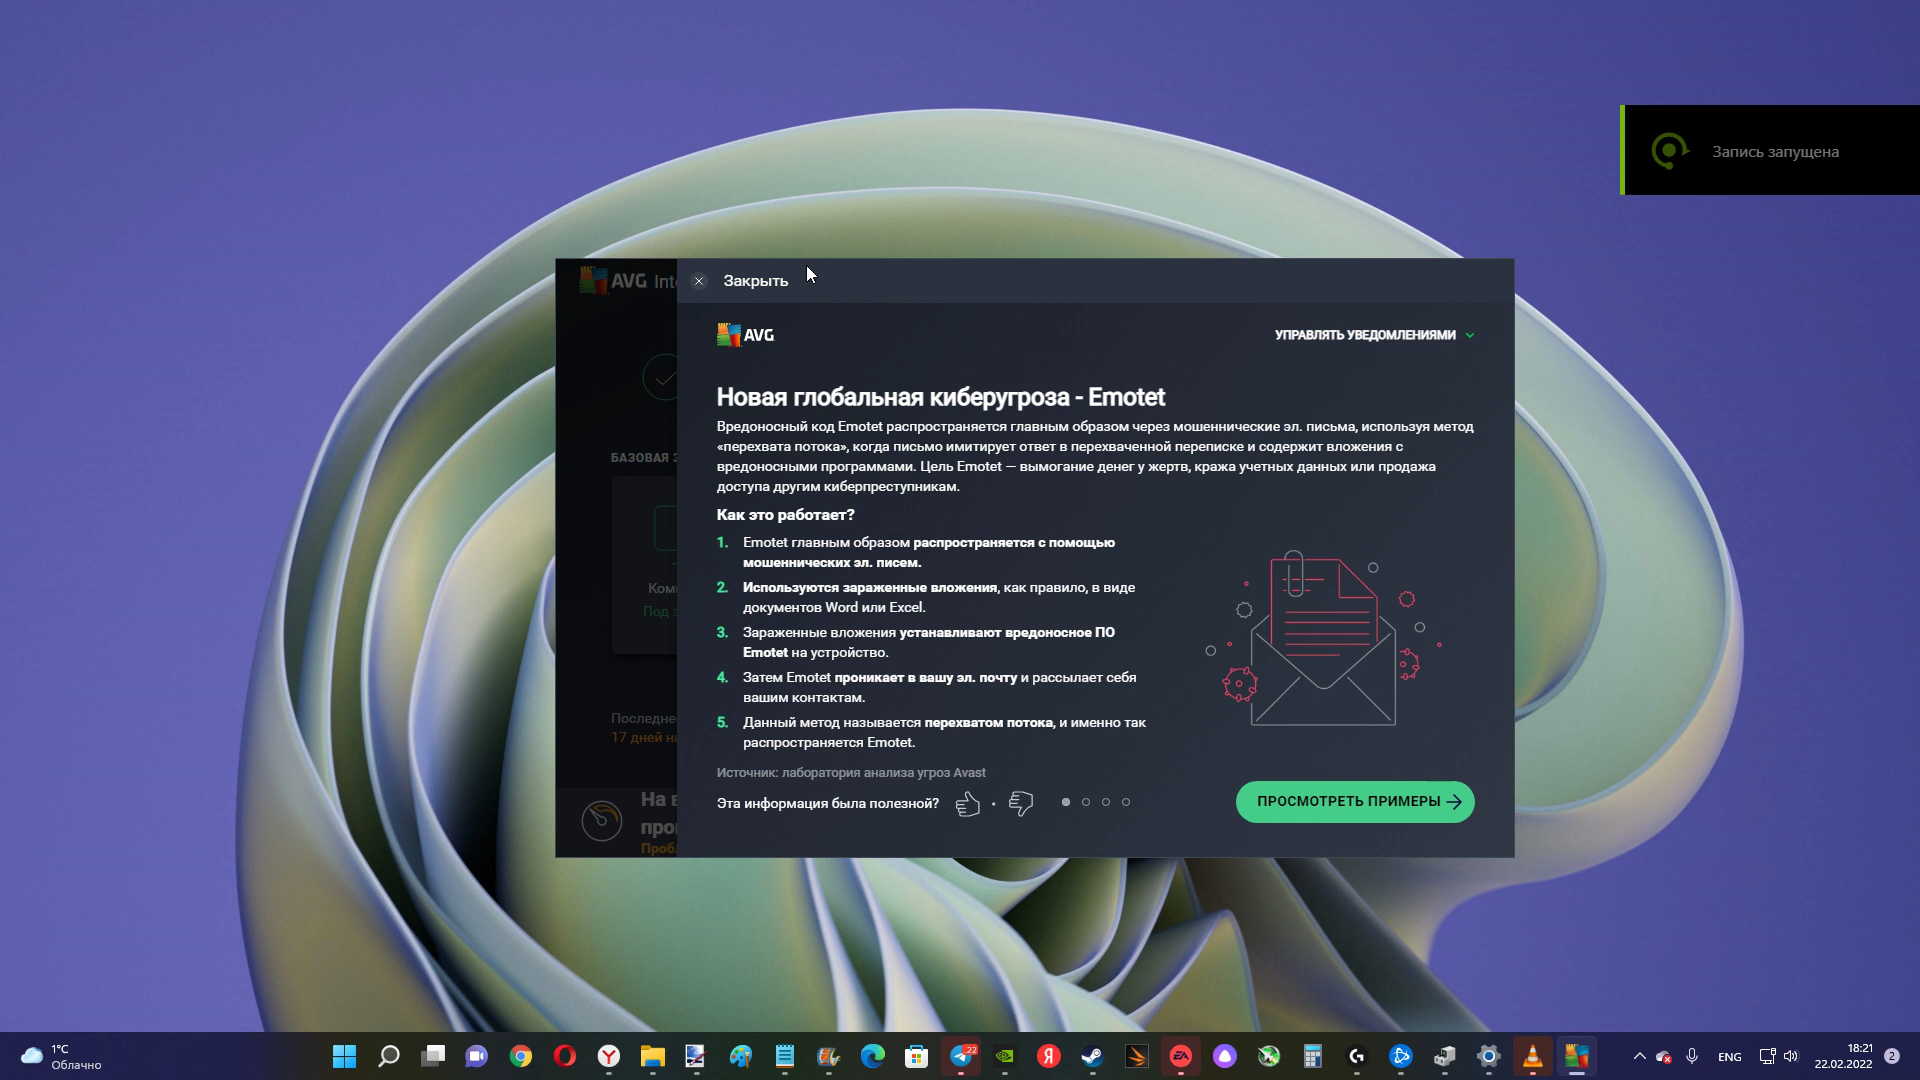 Запись запущена
AVG Inte
Закрыть
AVG
УПРАВЛЯТЬ УВЕДОМЛЕНИЯМИ
Новая глобальная киберугроза - Emotet
Вредоносный код Emotet распространяется главным образом через мошеннические эл. письма, используя метод
«перехвата потока», когда письмо имитирует ответ в перехваченной переписке и содержит вложения с
вредоносными программами. Цель Emotet — вымогание денег у жертв, кража учетных данных или продажа
доступа другим киберпреступникам.
БАЗОВАЯ З
Как это работает?
1. Emotet главным образом распространяется с помощью
мошеннических эл. писем.
2. Используются зараженные вложения, как правило, в виде
документов Word или Excel.
3. Зараженные вложения устанавливают вредоносное ПО
Emotet на устройство.
4. Затем Emotet проникает в вашу эл. почту и рассылает себя
вашим контактам.
5. Данный метод называется перехватом потока, и именно так
распространяется Emotet.
Ком
Под з
Последне
17 дней на
Источник: лаборатория анализа угроз Avast
Эта информация была полезной?
ПРОСМОТРЕТЬ ПРИМЕРЫ
На в
про
Проб
1°C
Облачно
22
EA
ENG
18:21
22.02.2022
2